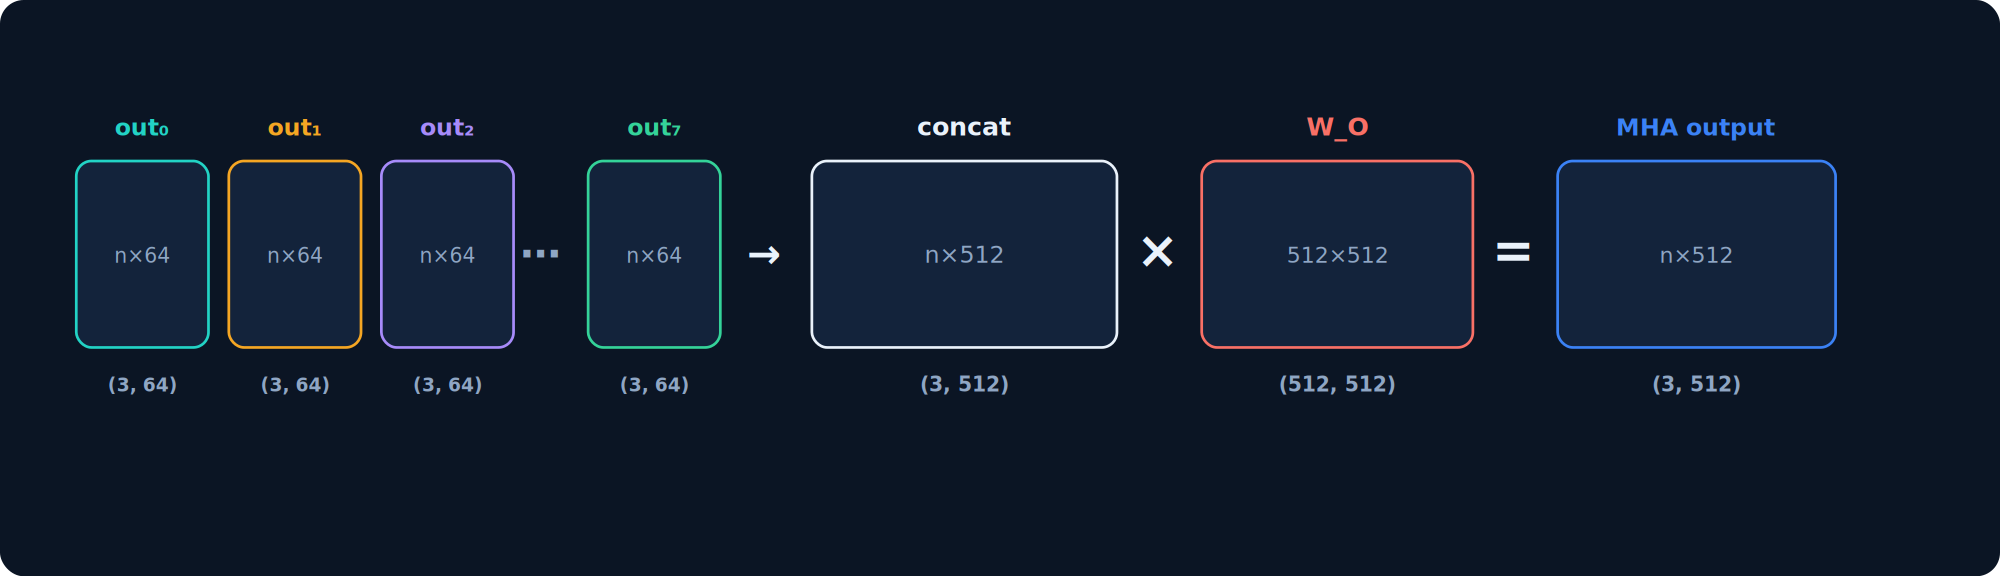 out₀ out₁ out₂ out₇ concat W_O MHA output
n×64 n×64 n×64 ⋯ n×64 → n×512 × 512×512 = n×512
(3, 64) (3, 64) (3, 64) (3, 64) (3, 512) (512, 512) (3, 512)